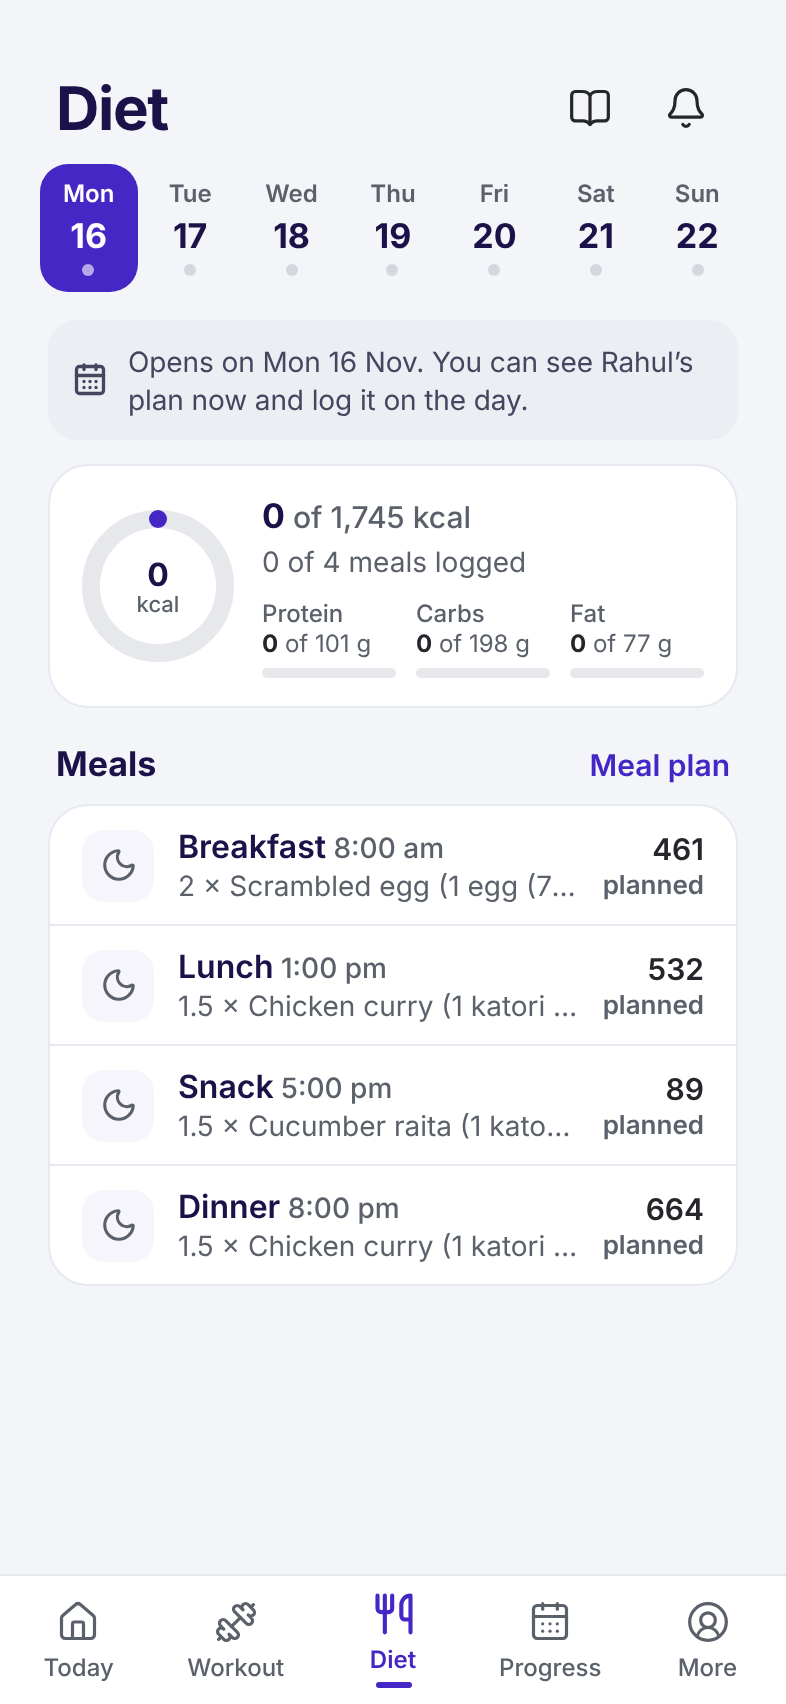 Diet
Mon Tue Wed Thu Fri Sat Sun
16 17 18 19 20 21 22
Opens on Mon 16 Nov. You can see Rahul’s
plan now and log it on the day.
0 of 1,745 kcal
0 of 4 meals logged
0
kcal
Protein Carbs Fat
0 of 101 g 0 of 198 g 0 of 77 g
Meals Meal plan
Breakfast 8:00 am 461
2 × Scrambled egg (1 egg (7... planned
Lunch 1:00 pm 532
1.5 × Chicken curry (1 katori ... planned
Snack 5:00 pm 89
1.5 × Cucumber raita (1 kato... planned
Dinner 8:00 pm 664
1.5 × Chicken curry (1 katori ... planned
Today Workout Diet Progress More